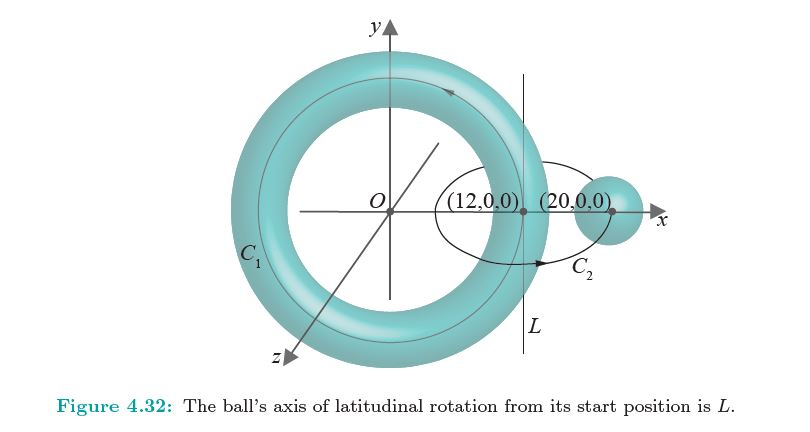 y
O
(12,0,0)
(20,0,0)
x
C1
C2
L
z
Figure 4.32: The ball's axis of latitudinal rotation from its start position is L.